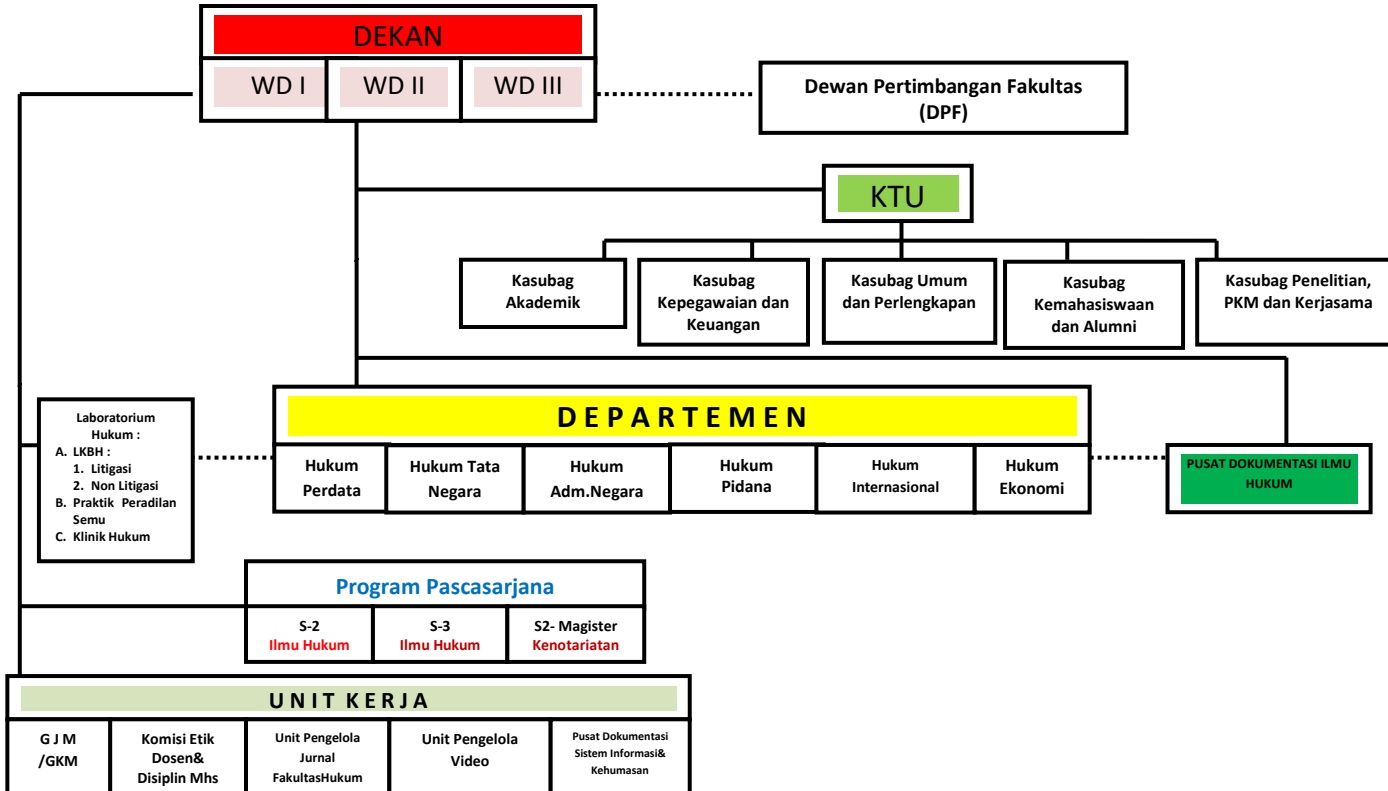 DEKAN
WD I
WD II
WD III
Dewan Pertimbangan Fakultas
(DPF)
KTU
Kasubag
Akademik
Kasubag
Kepegawaian dan
Keuangan
Kasubag Umum
dan Perlengkapan
Kasubag
Kemahasiswaan
dan Alumni
Kasubag Penelitian,
PKM dan Kerjasama
Laboratorium
Hukum :
A. LKBH :
1. Litigasi
2. Non Litigasi
B. Praktik Peradilan
Semu
C. Klinik Hukum
D E P A R T E M E N
Hukum
Perdata
Hukum Tata
Negara
Hukum
Adm.Negara
Hukum
Pidana
Hukum
Internasional
Hukum
Ekonomi
PUSAT DOKUMENTASI ILMU
HUKUM
Program Pascasarjana
S-2
Ilmu Hukum
S-3
Ilmu Hukum
S2- Magister
Kenotariatan
U N I T K E R J A
G J M
/GKM
Komisi Etik
Dosen&
Disiplin Mhs
Unit Pengelola
Jurnal
FakultasHukum
Unit Pengelola
Video
Pusat Dokumentasi
Sistem Informasi&
Kehumasan